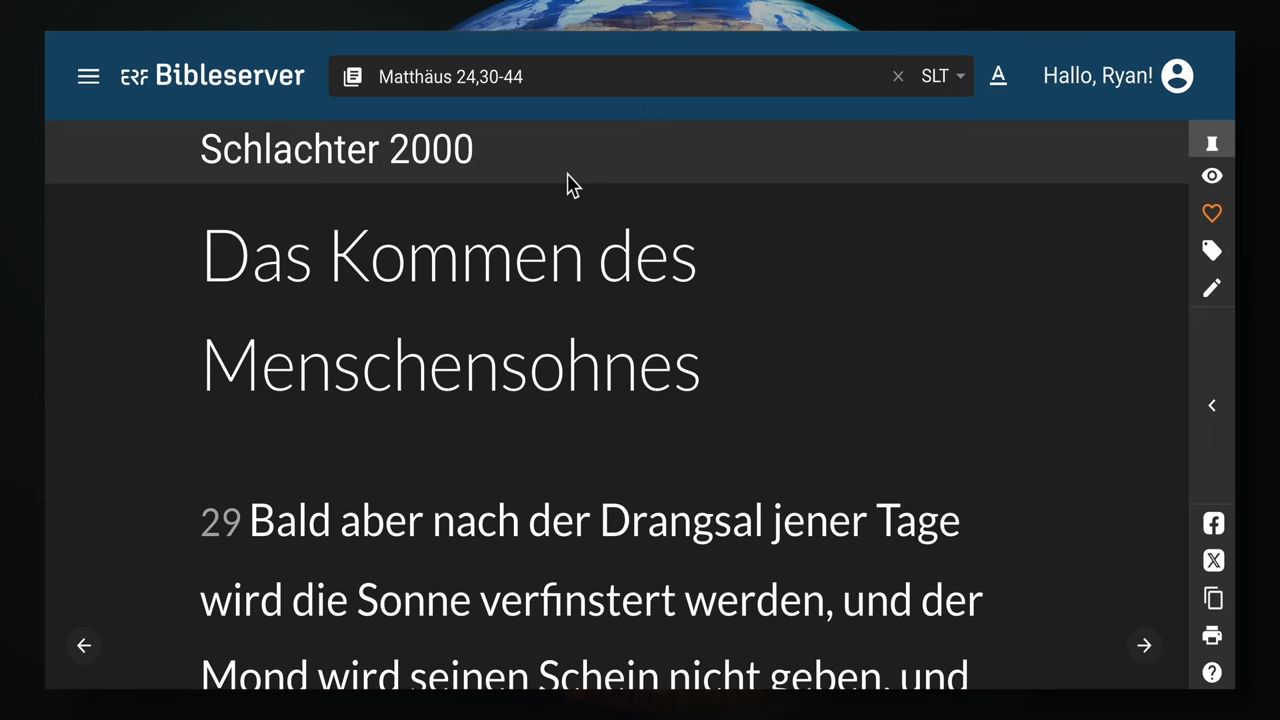 ERF Bibleserver
Matthäus 24,30-44
SLT
A
Hallo, Ryan!
Schlachter 2000
Das Kommen des
Menschensohnes
29 Bald aber nach der Drangsal jener Tage
wird die Sonne verfinstert werden, und der
Mond wird seinen Schein nicht geben, und